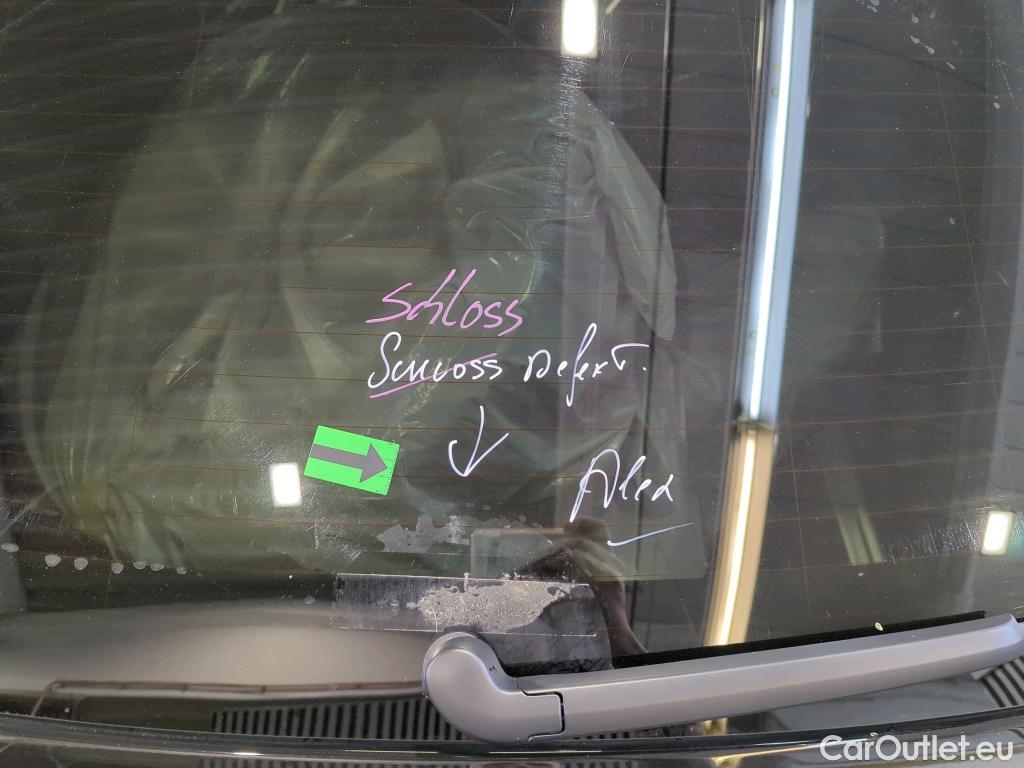 Schloss
Schloss Defekt.
Alex
CarOutlet.eu